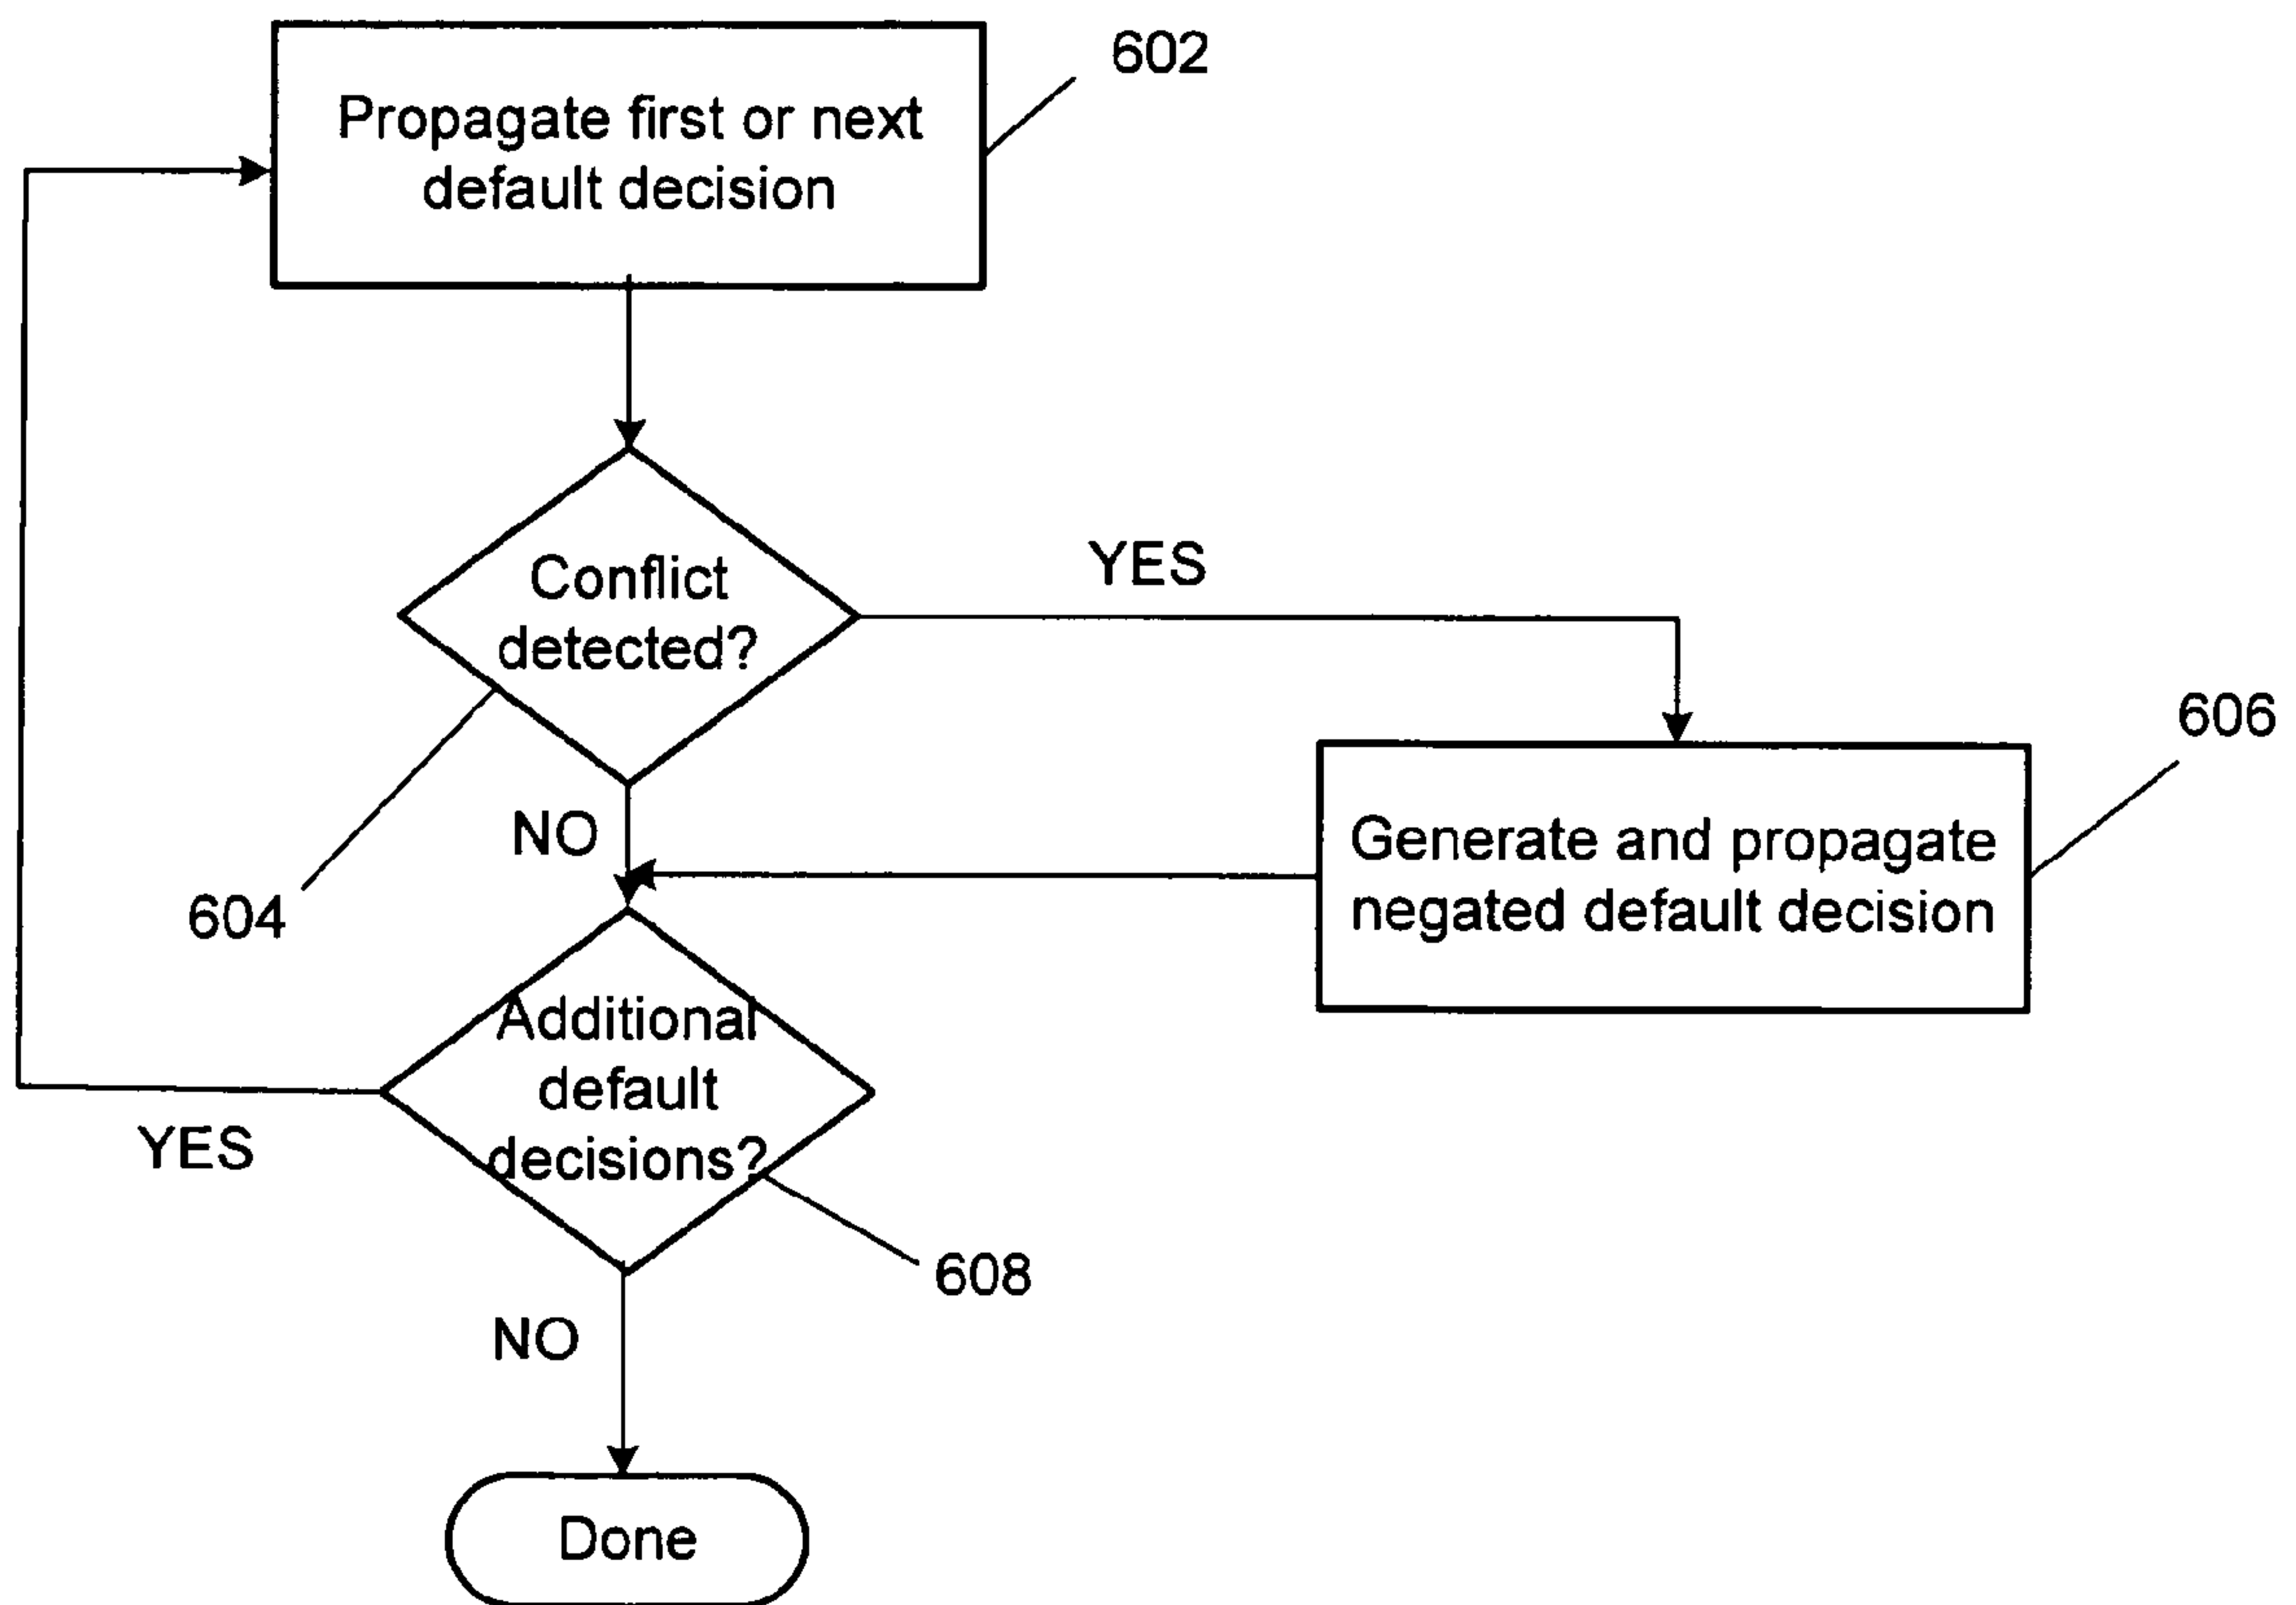 602
Propagate first or next
default decision
Conflict
detected?
YES
606
Generate and propagate
negated default decision
NO
604
Additional
default
decisions?
YES
608
NO
Done